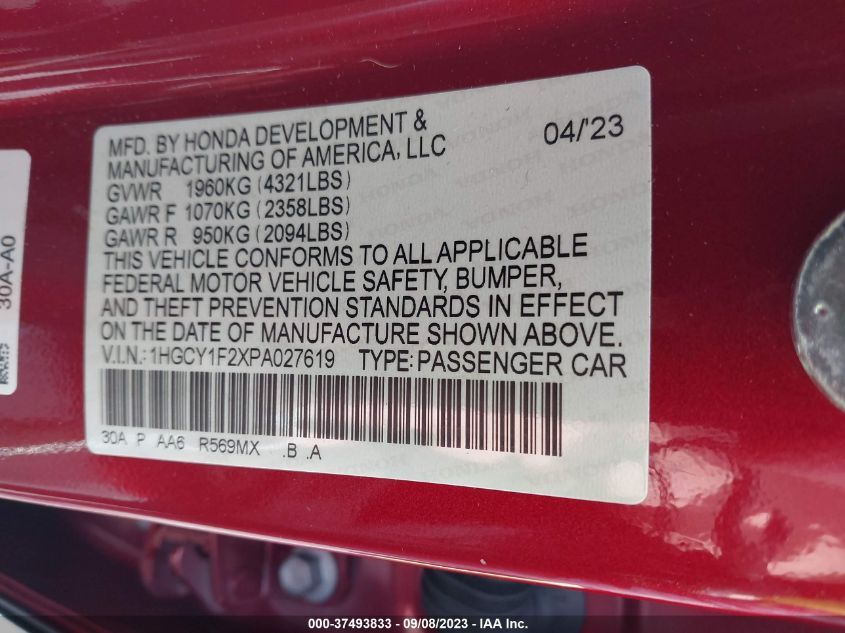 MFD. BY HONDA DEVELOPMENT & 04/'23
MANUFACTURING OF AMERICA, LLC
GVWR 1960KG (4321LBS)
GAWR F 1070KG (2358LBS)
GAWR R 950KG (2094LBS)
THIS VEHICLE CONFORMS TO ALL APPLICABLE
FEDERAL MOTOR VEHICLE SAFETY, BUMPER,
AND THEFT PREVENTION STANDARDS IN EFFECT
ON THE DATE OF MANUFACTURE SHOWN ABOVE.
V.I.N.: 1HGCY1F2XPA027619 TYPE: PASSENGER CAR
30A P AA6 R569MX .B .A
30A-A0
000-37493833 - 09/08/2023 - IAA Inc.